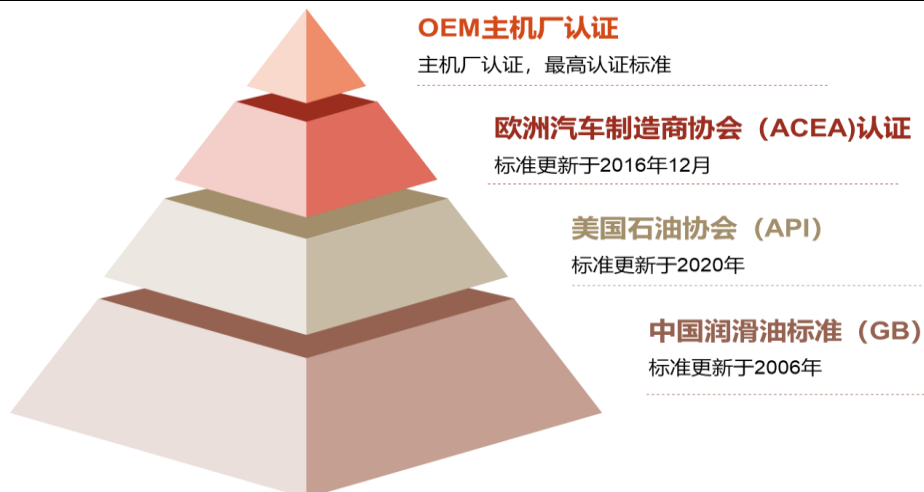 OEM主机厂认证
主机厂认证，最高认证标准
欧洲汽车制造商协会（ACEA)认证
标准更新于2016年12月
美国石油协会（API）
标准更新于2020年
中国润滑油标准（GB）
标准更新于2006年